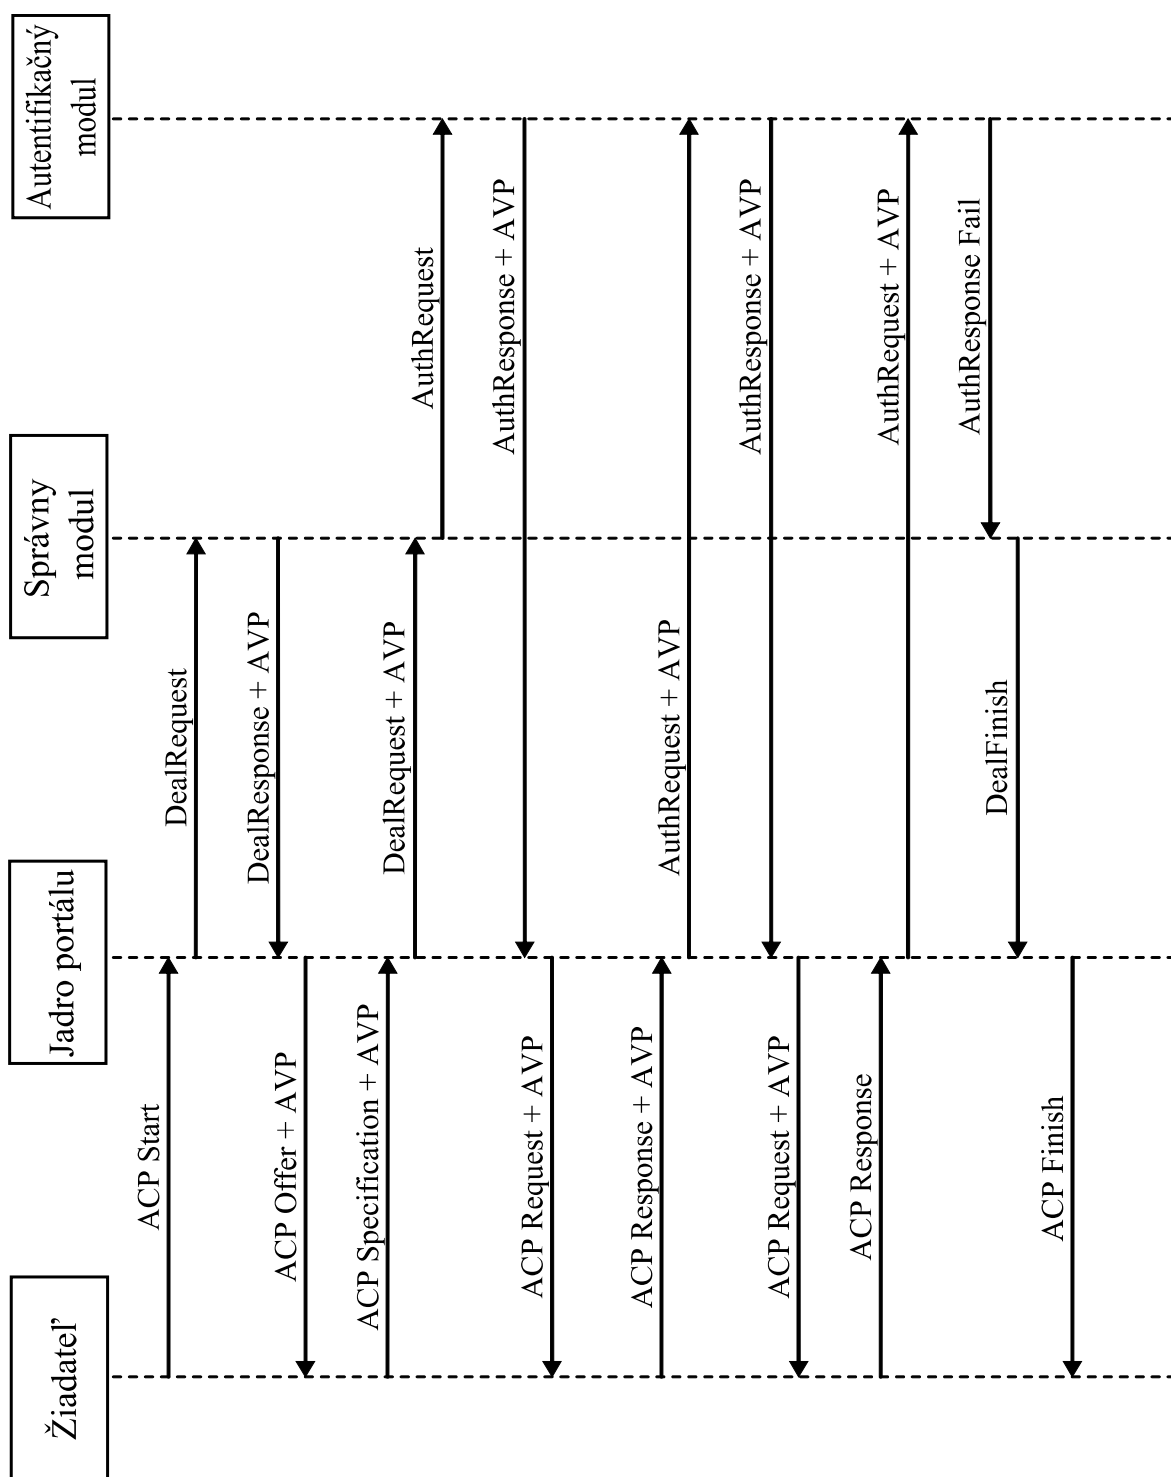 Žiadateľ
Jadro portálu
Správny
modul
Autentifikačný
modul
ACP Start
DealRequest
DealResponse + AVP
ACP Offer + AVP
ACP Specification + AVP
DealRequest + AVP
AuthRequest
AuthResponse + AVP
ACP Request + AVP
ACP Response + AVP
AuthRequest + AVP
AuthResponse + AVP
ACP Request + AVP
ACP Response
AuthRequest + AVP
AuthResponse Fail
DealFinish
ACP Finish